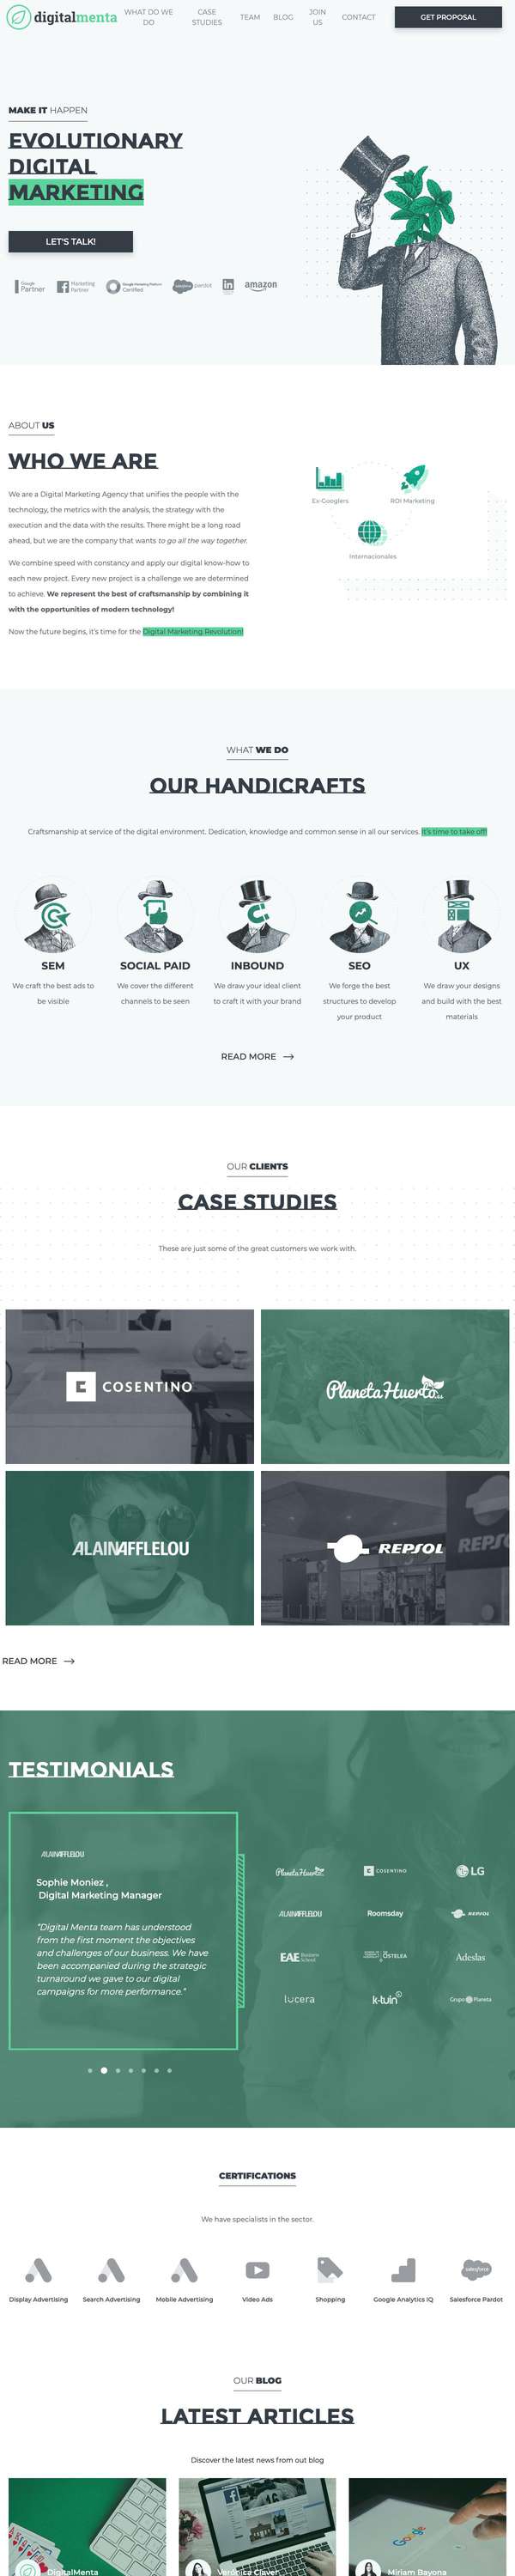 digitalmenta
WHAT DO WE DO
CASE STUDIES
TEAM
BLOG
JOIN US
CONTACT
GET PROPOSAL
MAKE IT HAPPEN
EVOLUTIONARY
DIGITAL
MARKETING
LET'S TALK!
Google Partner
Marketing Partner
Google Marketing Platform Certified
salesforce pardot
in
amazon
ABOUT US
WHO WE ARE
We are a Digital Marketing Agency that unifies the people with the
technology, the metrics with the analysis, the strategy with the
execution and the data with the results. There might be a long road
ahead, but we are the company that wants to go all the way together.
We combine speed with constancy and apply our digital know-how to
each new project. Every new project is a challenge we are determined
to achieve. We represent the best of craftsmanship by combining it
with the opportunities of modern technology!
Now the future begins, it's time for the Digital Marketing Revolution!
Ex-Googlers
ROI Marketing
Internacionales
WHAT WE DO
OUR HANDICRAFTS
Craftsmanship at service of the digital environment. Dedication, knowledge and common sense in all our services. It's time to take off!
SEM
We craft the best ads to
be visible
SOCIAL PAID
We cover the different
channels to be seen
INBOUND
We draw your ideal client
to craft it with your brand
SEO
We forge the best
structures to develop
your product
UX
We draw your designs
and build with the best
materials
READ MORE
OUR CLIENTS
CASE STUDIES
These are just some of the great customers we work with.
COSENTINO
PlanetaHuerto
ALAINAFFLELOU
REPSOL
REPS
READ MORE
TESTIMONIALS
ALAINAFFLELOU
Sophie Moniez ,
Digital Marketing Manager
"Digital Menta team has understood
from the first moment the objectives
and challenges of our business. We have
been accompanied during the strategic
turnaround we gave to our digital
campaigns for more performance."
PlanetaHuerto
COSENTINO
LG
ALAINAFFLELOU
Roomsday
REPSOL
EAE Business School
OSTELEA
Adeslas
lucera
k-tuin
Grupo Planeta
CERTIFICATIONS
We have specialists in the sector.
salesforce
Display Advertising
Search Advertising
Mobile Advertising
Video Ads
Shopping
Google Analytics IQ
Salesforce Pardot
OUR BLOG
LATEST ARTICLES
Discover the latest news from out blog
facebook
Google
DigitalMenta
Verónica Claver
Miriam Bayona